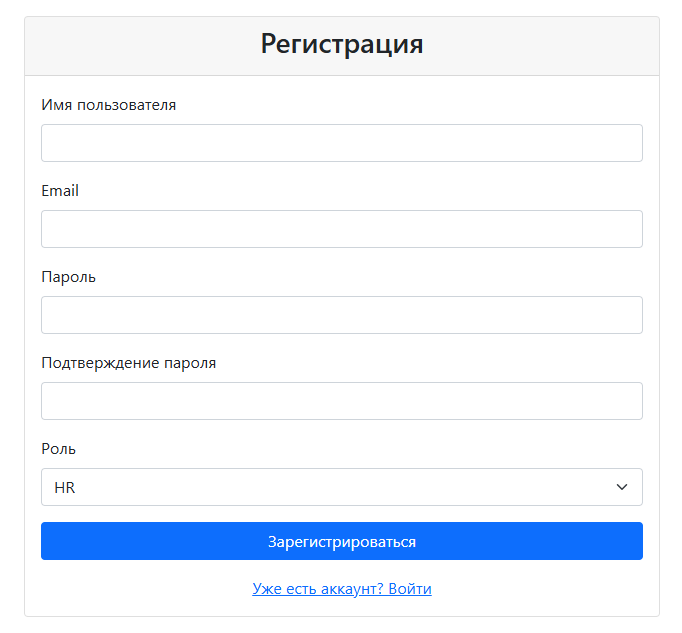 Регистрация
Имя пользователя
Email
Пароль
Подтверждение пароля
Роль
HR
Зарегистрироваться
Уже есть аккаунт? Войти